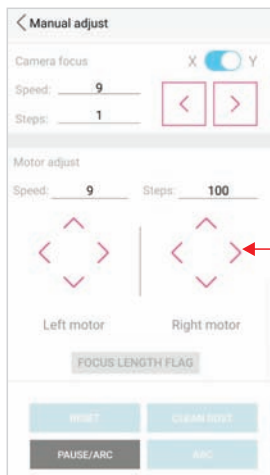 Manual adjust
Camera focus X Y
Speed: 9
Steps: 1
Motor adjust
Speed: 9 Steps: 100
Left motor Right motor
FOCUS LENGTH FLAG
RESET CLEAN DUST
PAUSE/ARC ARC